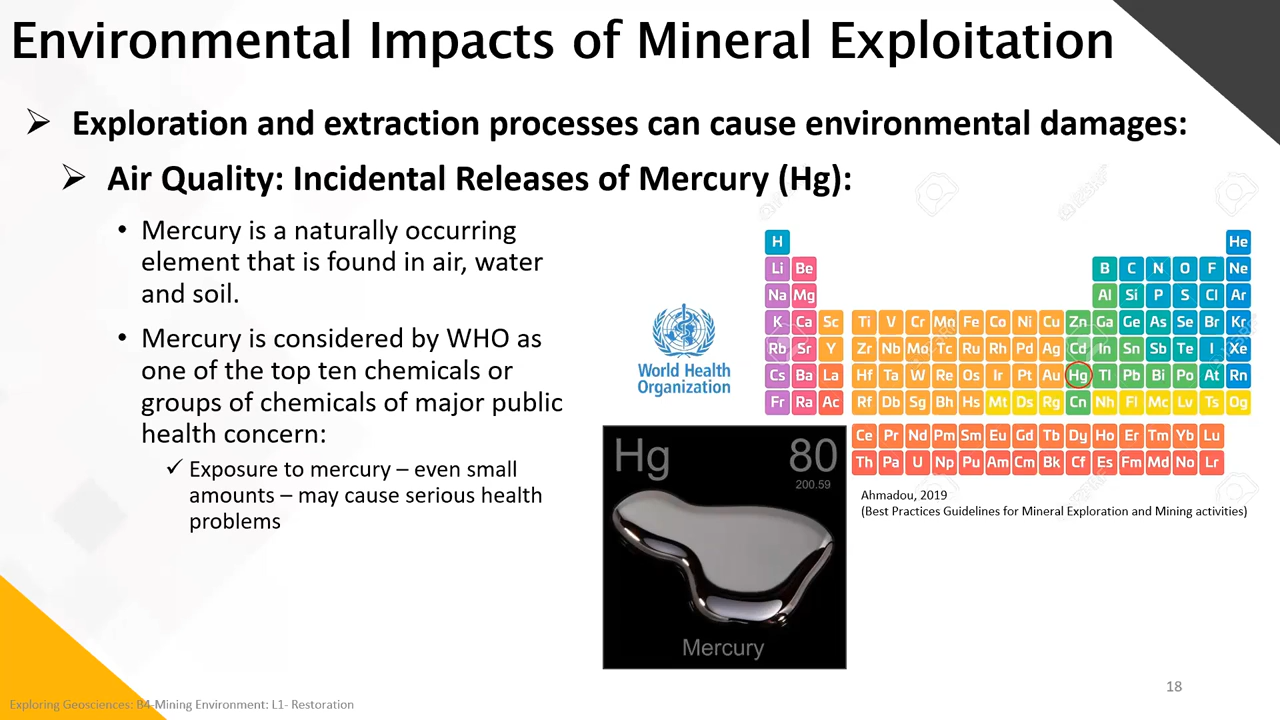 Environmental Impacts of Mineral Exploitation
➢ Exploration and extraction processes can cause environmental damages:
➢ Air Quality: Incidental Releases of Mercury (Hg):
• Mercury is a naturally occurring
element that is found in air, water
and soil.
• Mercury is considered by WHO as
one of the top ten chemicals or
groups of chemicals of major public
health concern:
✓ Exposure to mercury – even small
amounts – may cause serious health
problems
World Health
Organization
H He
Li Be B C N O F Ne
Na Mg Al Si P S Cl Ar
K Ca Sc Ti V Cr Mn Fe Co Ni Cu Zn Ga Ge As Se Br Kr
Rb Sr Y Zr Nb Mo Tc Ru Rh Pd Ag Cd In Sn Sb Te I Xe
Cs Ba La Hf Ta W Re Os Ir Pt Au Hg Tl Pb Bi Po At Rn
Fr Ra Ac Rf Db Sg Bh Hs Mt Ds Rg Cn Nh Fl Mc Lv Ts Og
Ce Pr Nd Pm Sm Eu Gd Tb Dy Ho Er Tm Yb Lu
Th Pa U Np Pu Am Cm Bk Cf Es Fm Md No Lr
Hg 80
200.59
Mercury
Ahmadou, 2019
(Best Practices Guidelines for Mineral Exploration and Mining activities)
18
Exploring Geosciences: B4-Mining Environment: L1- Restoration